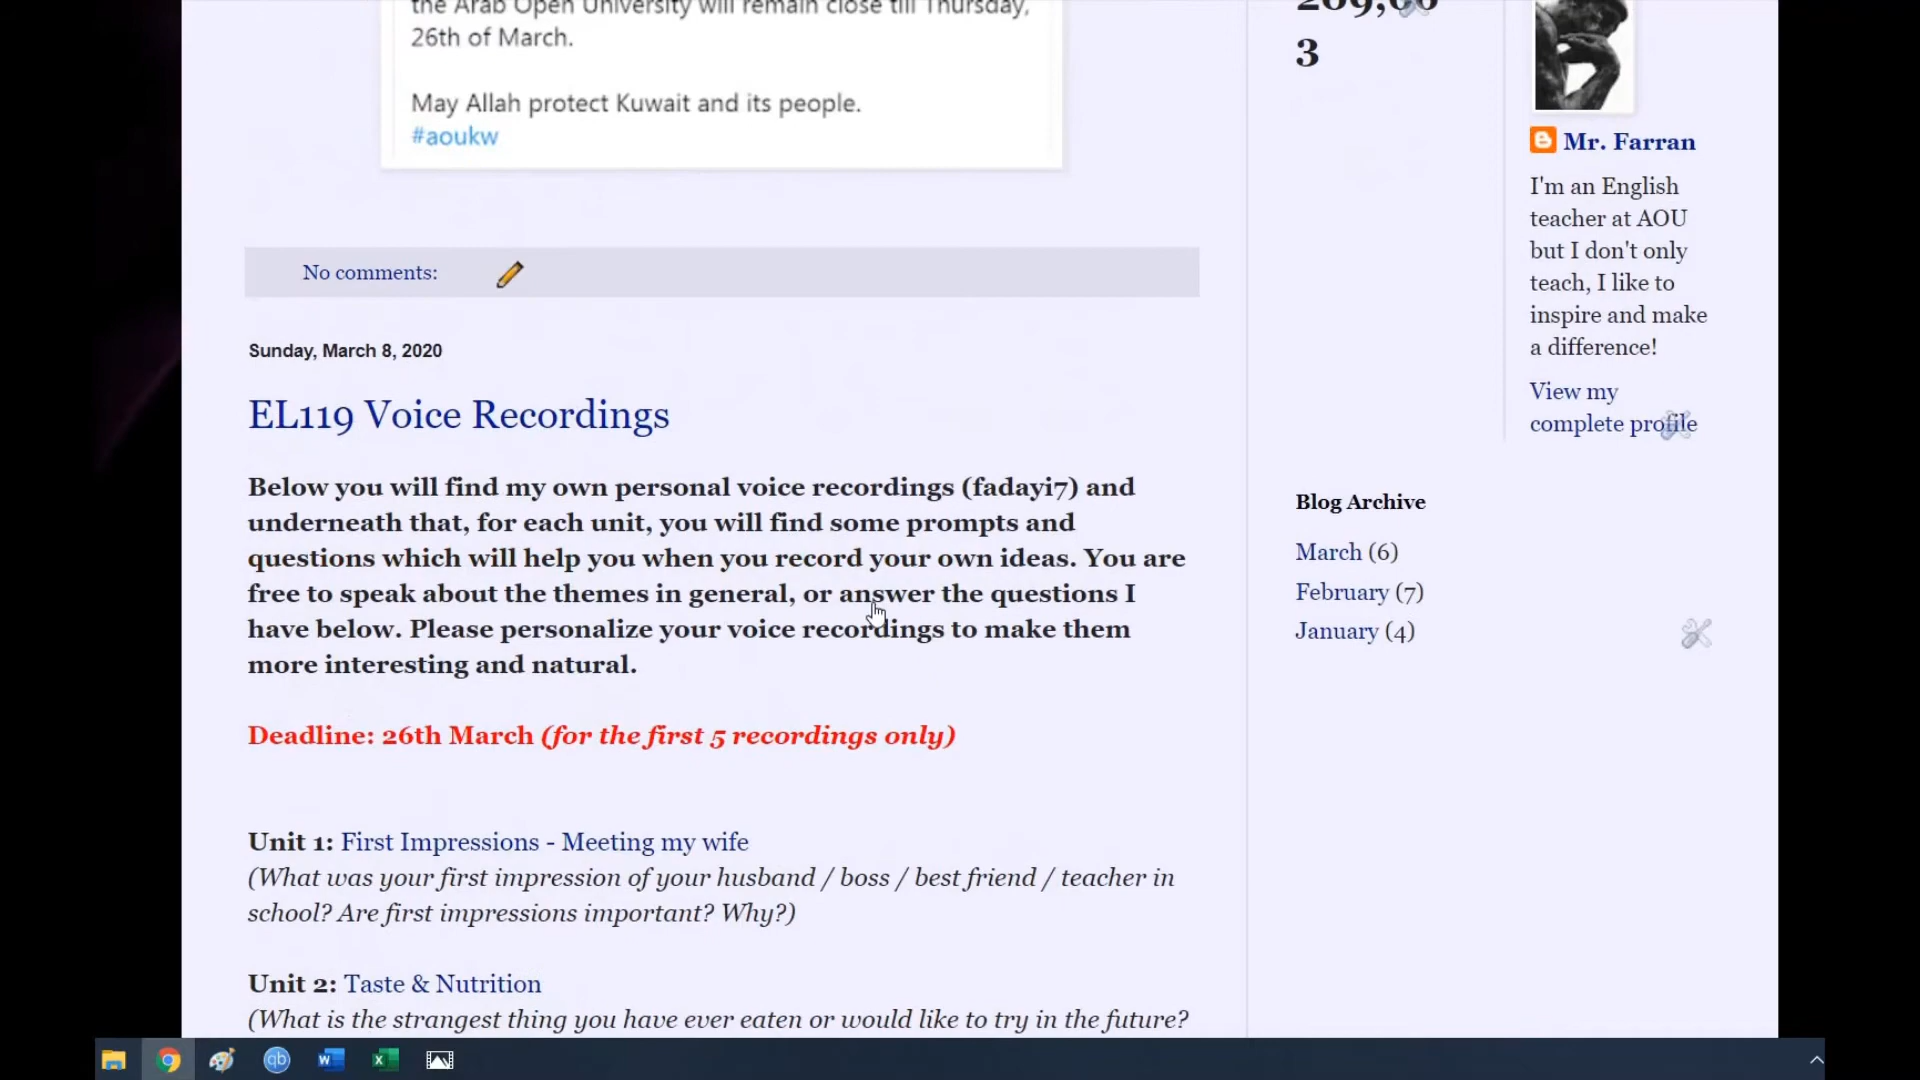 the Arab Open University will remain close till Thursday,
26th of March.
May Allah protect Kuwait and its people.
#aoukw
No comments:
Sunday, March 8, 2020
EL119 Voice Recordings
Below you will find my own personal voice recordings (fadayi7) and
underneath that, for each unit, you will find some prompts and
questions which will help you when you record your own ideas. You are
free to speak about the themes in general, or answer the questions I
have below. Please personalize your voice recordings to make them
more interesting and natural.
Deadline: 26th March (for the first 5 recordings only)
Unit 1: First Impressions - Meeting my wife
(What was your first impression of your husband / boss / best friend / teacher in
school? Are first impressions important? Why?)
Unit 2: Taste & Nutrition
(What is the strangest thing you have ever eaten or would like to try in the future?
3
Mr. Farran
I'm an English
teacher at AOU
but I don't only
teach, I like to
inspire and make
a difference!
View my
complete profile
Blog Archive
March (6)
February (7)
January (4)